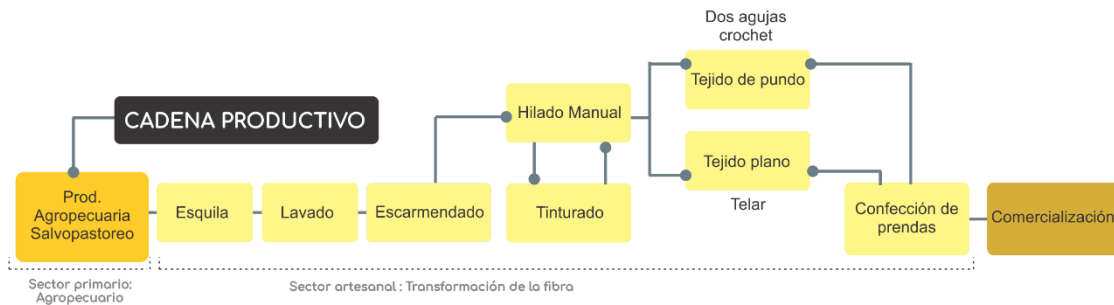 Dos agujas
crochet
Tejido de pundo
CADENA PRODUCTIVO
Hilado Manual
Tejido plano
Telar
Prod.
Agropecuaria
Salvopastoreo
Esquila
Lavado
Escarmendado
Tinturado
Confección de
prendas
Comercialización
Sector primario:
Agropecuario
Sector artesanal : Transformación de la fibra